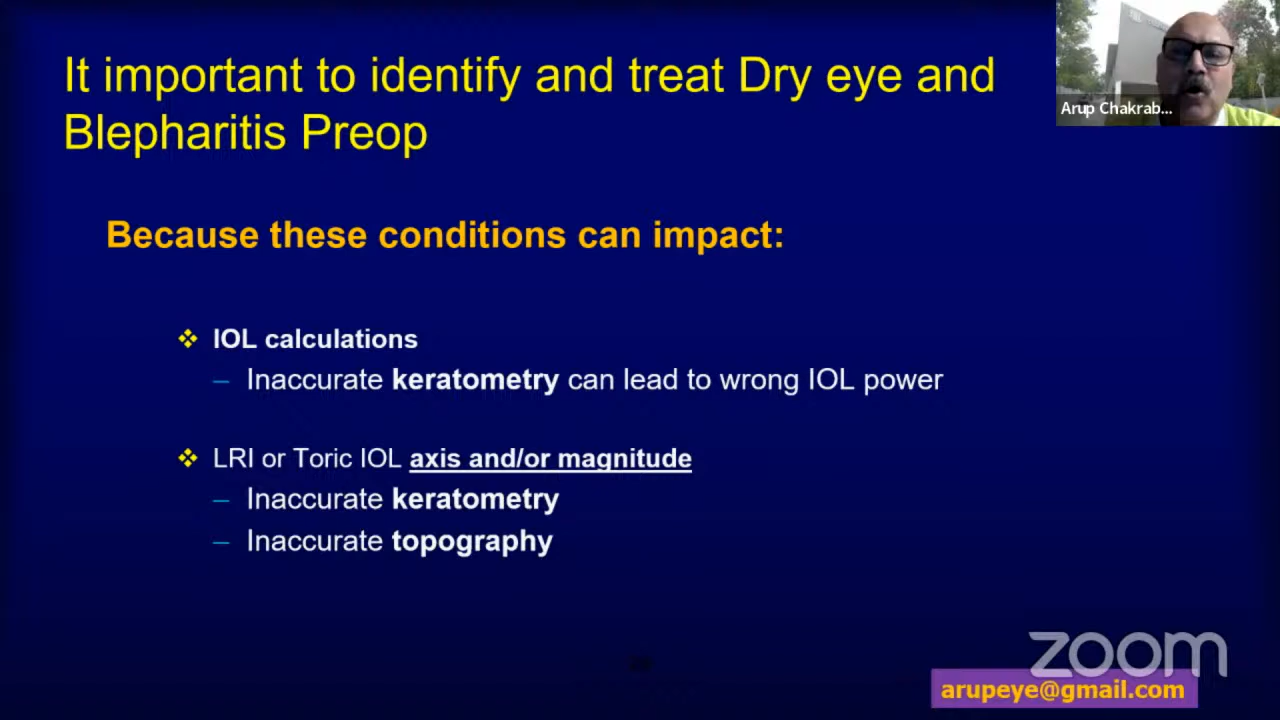 It important to identify and treat Dry eye and
Blepharitis Preop
Arup Chakrab...
Because these conditions can impact:
❖ IOL calculations
– Inaccurate keratometry can lead to wrong IOL power
❖ LRI or Toric IOL axis and/or magnitude
– Inaccurate keratometry
– Inaccurate topography
zoom
arupeye@gmail.com